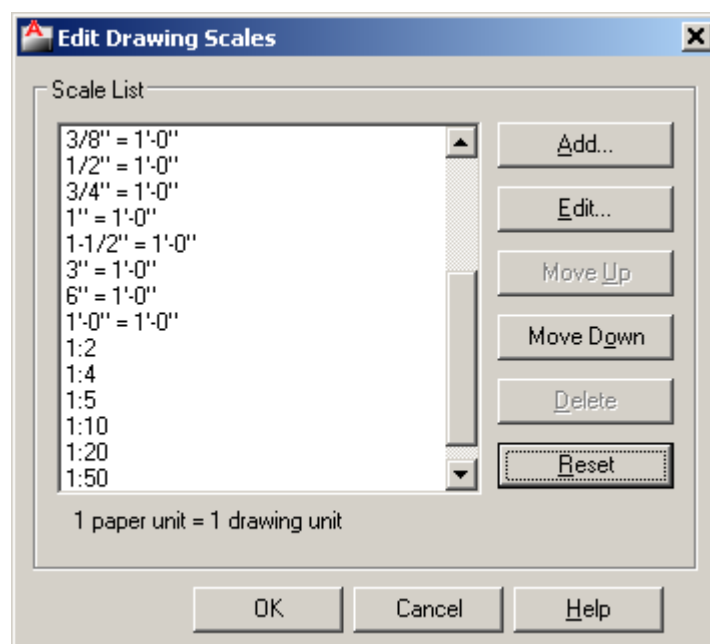 Edit Drawing Scales
Scale List
3/8" = 1'-0"
1/2" = 1'-0"
3/4" = 1'-0"
1" = 1'-0"
1-1/2" = 1'-0"
3" = 1'-0"
6" = 1'-0"
1'-0" = 1'-0"
1:2
1:4
1:5
1:10
1:20
1:50
1 paper unit = 1 drawing unit
Add...
Edit...
Move Up
Move Down
Delete
Reset
OK
Cancel
Help